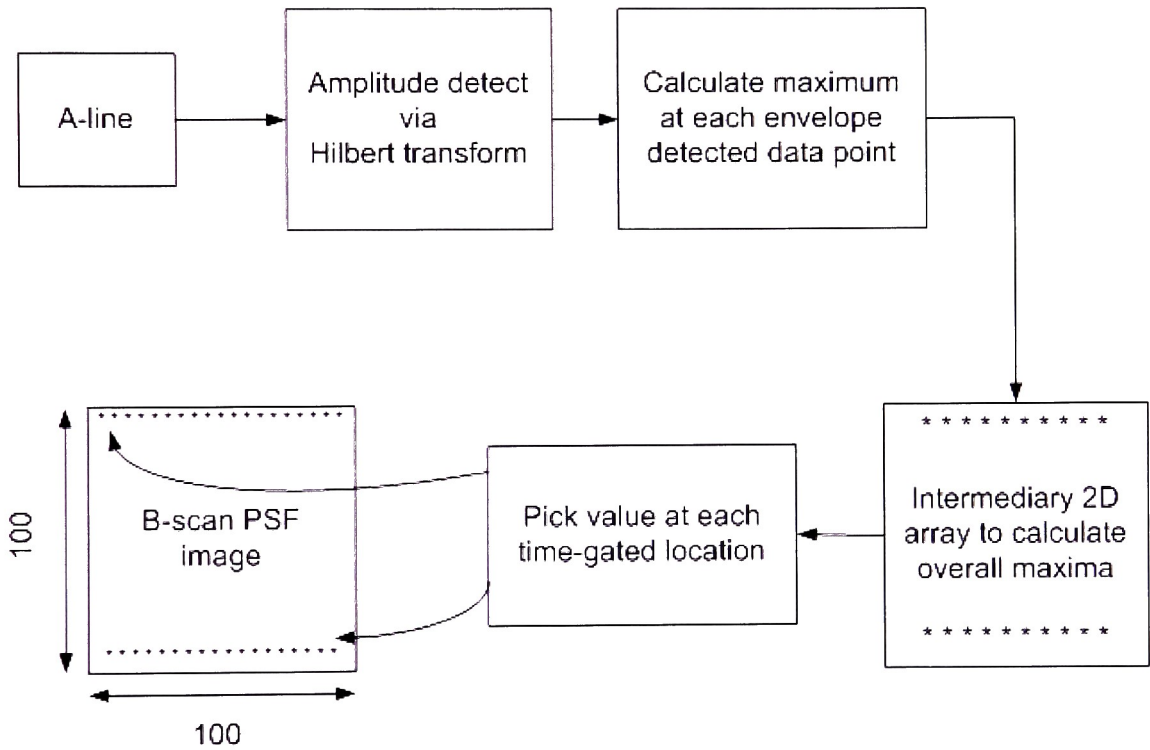 A-line
Amplitude detect
via
Hilbert transform
Calculate maximum
at each envelope
detected data point
* * * * * * * * * *
Intermediary 2D
array to calculate
overall maxima
* * * * * * * * * *
Pick value at each
time-gated location
B-scan PSF
image
100
100